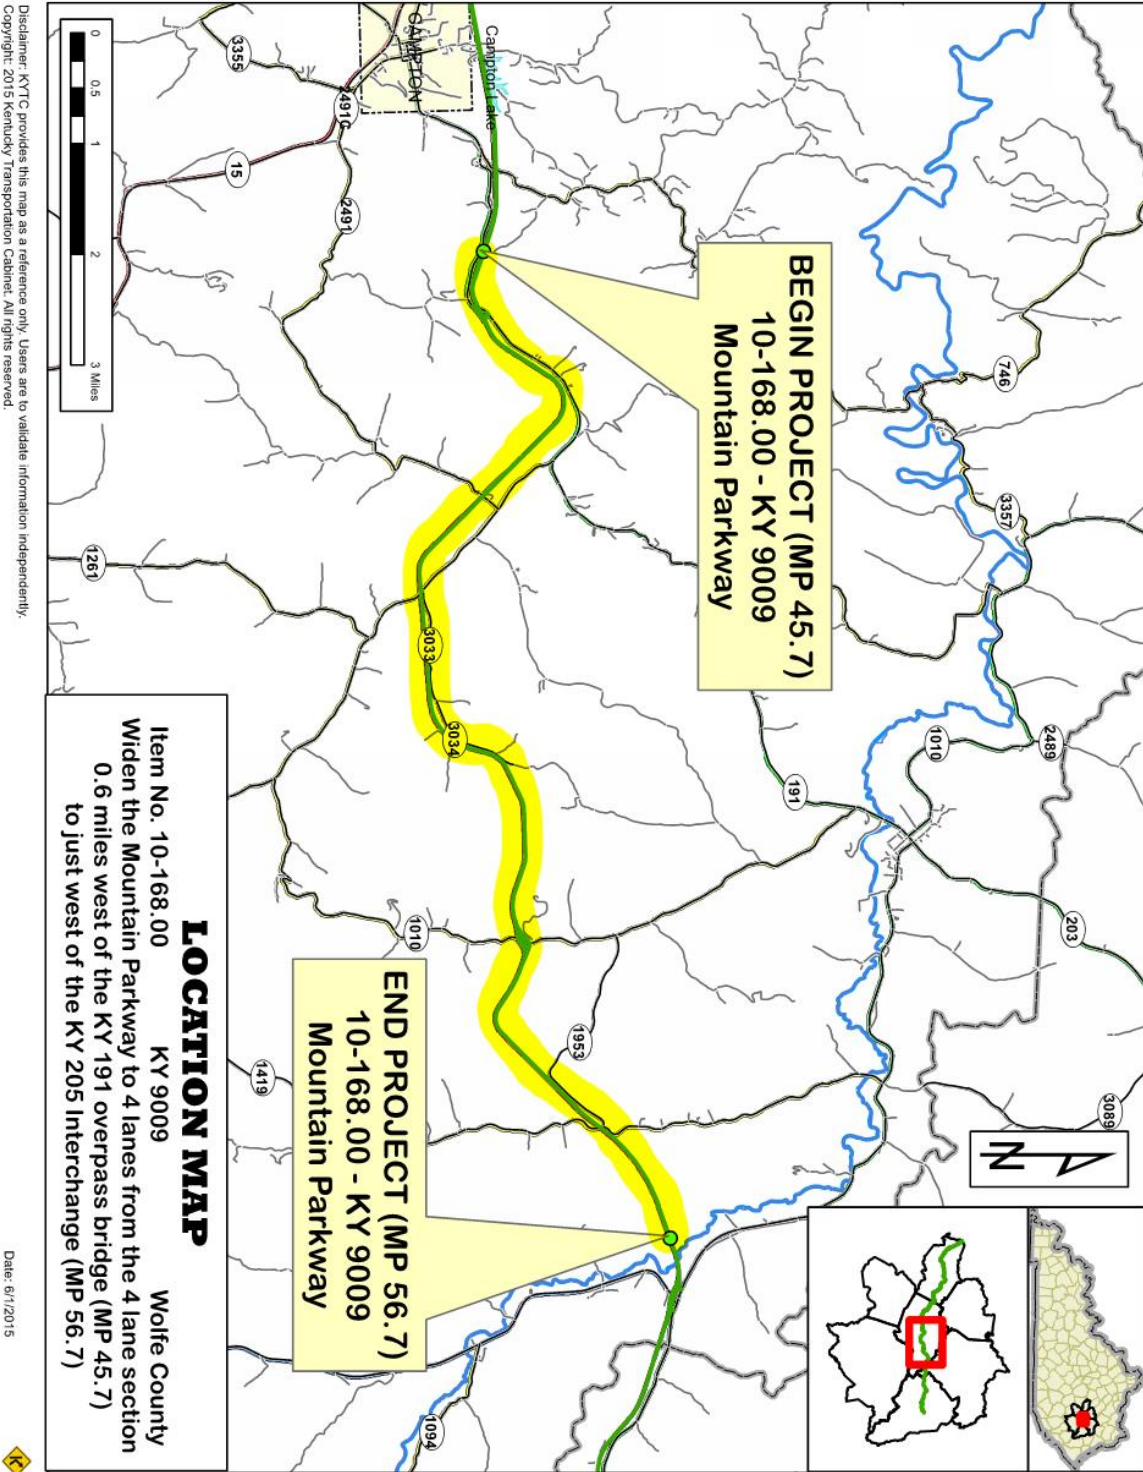 Campton Lake
CAMPTON
3355
4910
15
2491
746
3357
2489
1010
191
203
3089
1261
3033
3034
1010
1953
1419
1094
BEGIN PROJECT (MP 45.7)
10-168.00 - KY 9009
Mountain Parkway
END PROJECT (MP 56.7)
10-168.00 - KY 9009
Mountain Parkway
N
0 0.5 1 2 3 Miles
LOCATION MAP
Item No. 10-168.00 KY 9009 Wolfe County
Widen the Mountain Parkway to 4 lanes from the 4 lane section
0.6 miles west of the KY 191 overpass bridge (MP 45.7)
to just west of the KY 205 Interchange (MP 56.7)
Disclaimer: KYTC provides this map as a reference only. Users are to validate information independently.
Copyright: 2015 Kentucky Transportation Cabinet. All rights reserved.
Date: 6/1/2015